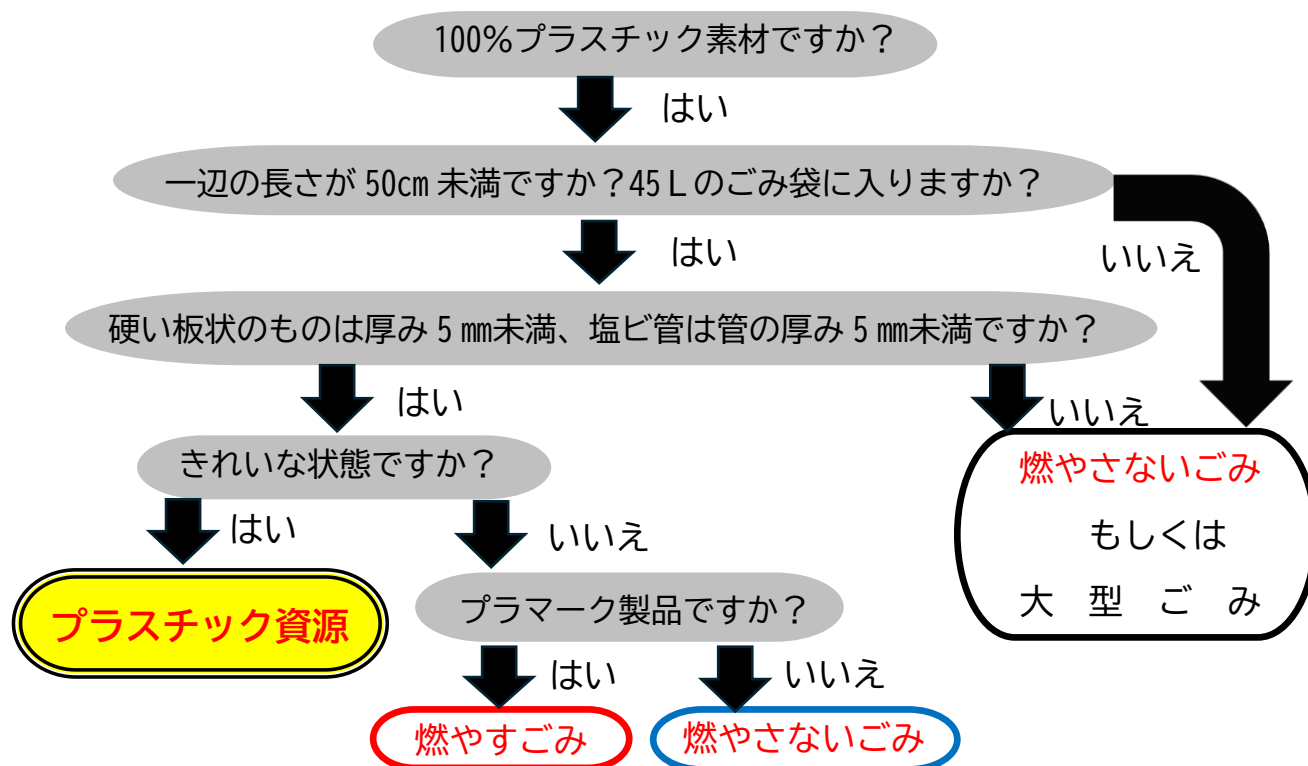 100%プラスチック素材ですか？
はい
一辺の長さが 50cm 未満ですか？45Ｌのごみ袋に入りますか？
はい
いいえ
硬い板状のものは厚み 5 ㎜未満、塩ビ管は管の厚み 5 ㎜未満ですか？
はい
いいえ
きれいな状態ですか？
燃やさないごみ
もしくは
大　型　ご　み
はい
いいえ
プラスチック資源
プラマーク製品ですか？
はい
いいえ
燃やすごみ
燃やさないごみ